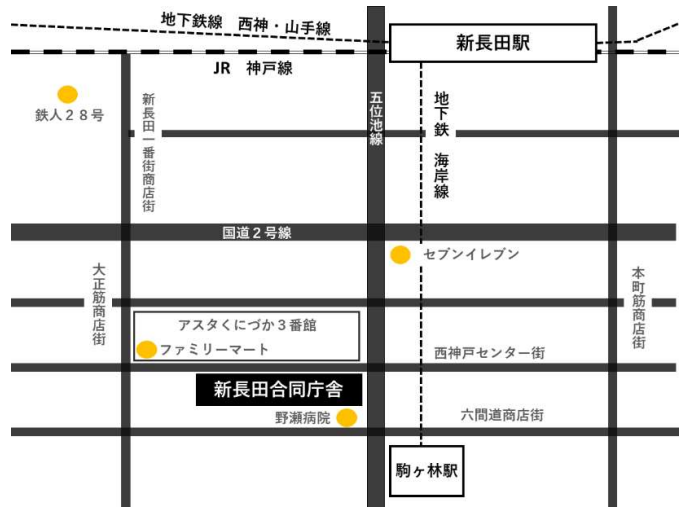 地下鉄線　西神・山手線
新長田駅
JR　神戸線
鉄人２８号
新長田一番街商店街
五位池線
地下鉄　海岸線
国道２号線
セブンイレブン
大正筋商店街
本町筋商店街
アスタくにづか３番館
ファミリーマート
西神戸センター街
新長田合同庁舎
野瀬病院
六間道商店街
駒ヶ林駅